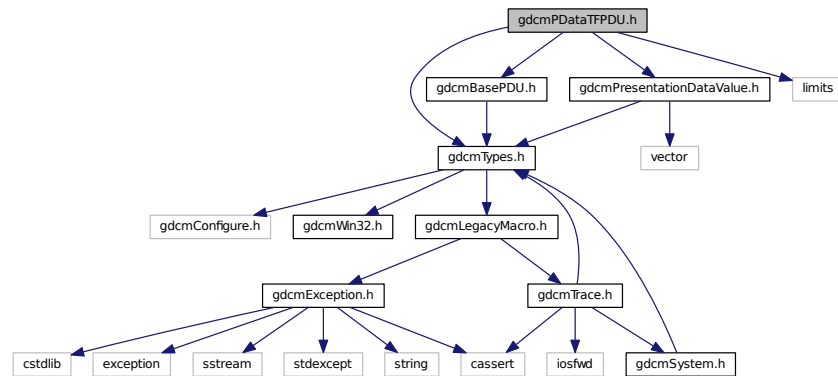 gdcmPDataTFPDU.h
gdcmBasePDU.h
gdcmPresentationDataValue.h
limits
gdcmTypes.h
vector
gdcmConfigure.h
gdcmWin32.h
gdcmLegacyMacro.h
gdcmException.h
gdcmTrace.h
cstdlib
exception
sstream
stdexcept
string
cassert
iosfwd
gdcmSystem.h